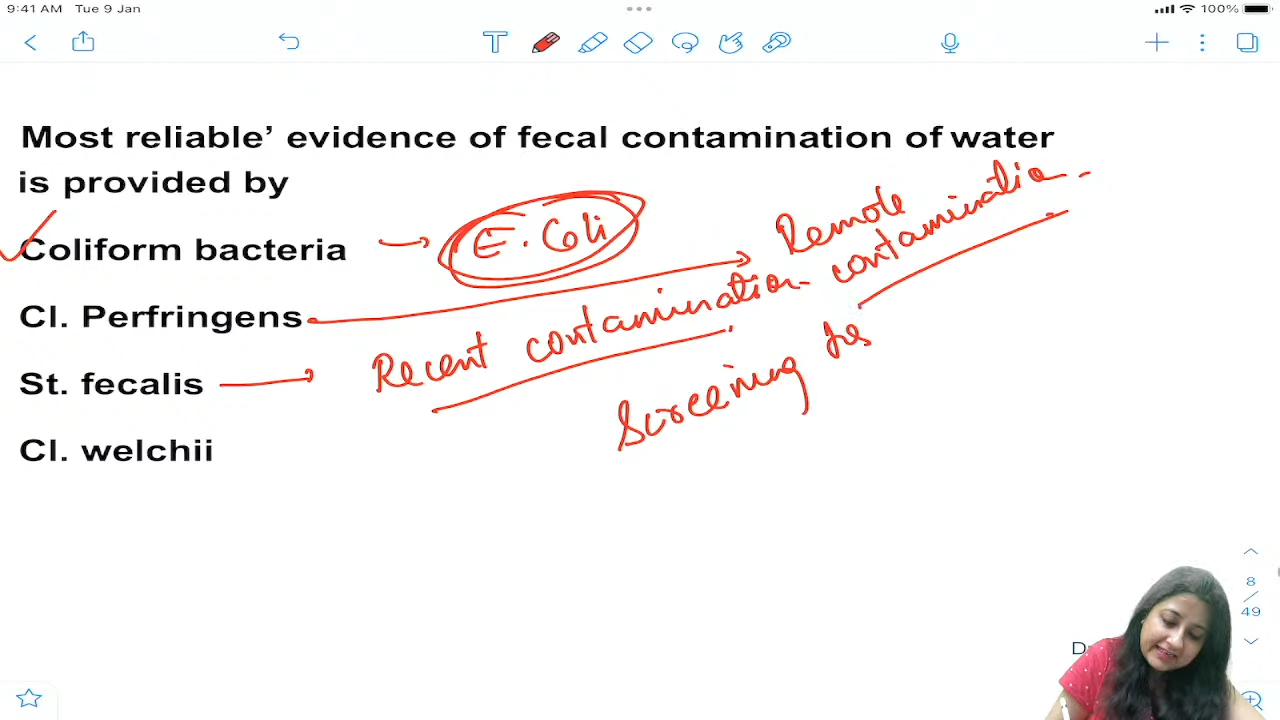 9:41 AM Tue 9 Jan
100%
Most reliable’ evidence of fecal contamination of water
is provided by
Coliform bacteria
E. Coli
Cl. Perfringens
Remote
contamination.
St. fecalis
Recent contamination.
Screening
Cl. welchii
8
49